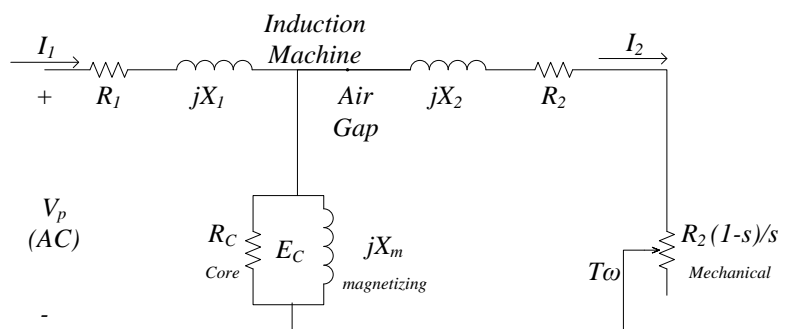 Induction
Machine
I1
I2
R1
jX1
Air
Gap
jX2
R2
+
Vp
(AC)
-
RC
Core
EC
jXm
magnetizing
Tω
R2(1-s)/s
Mechanical